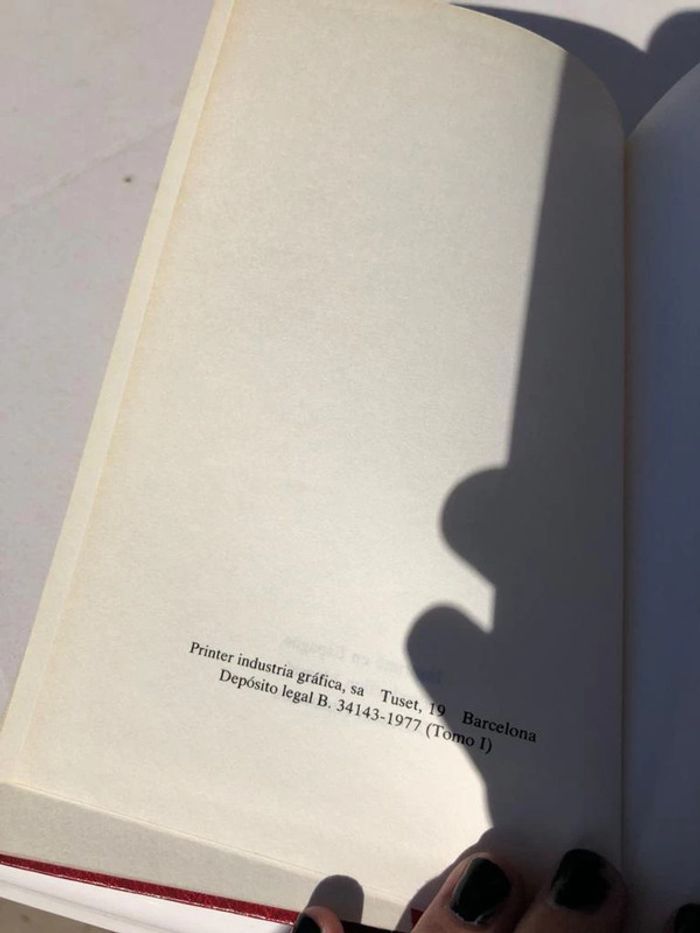 Printer industria gráfica, sa Tuset, 19 Barcelona
Depósito legal B. 34143-1977 (Tomo I)